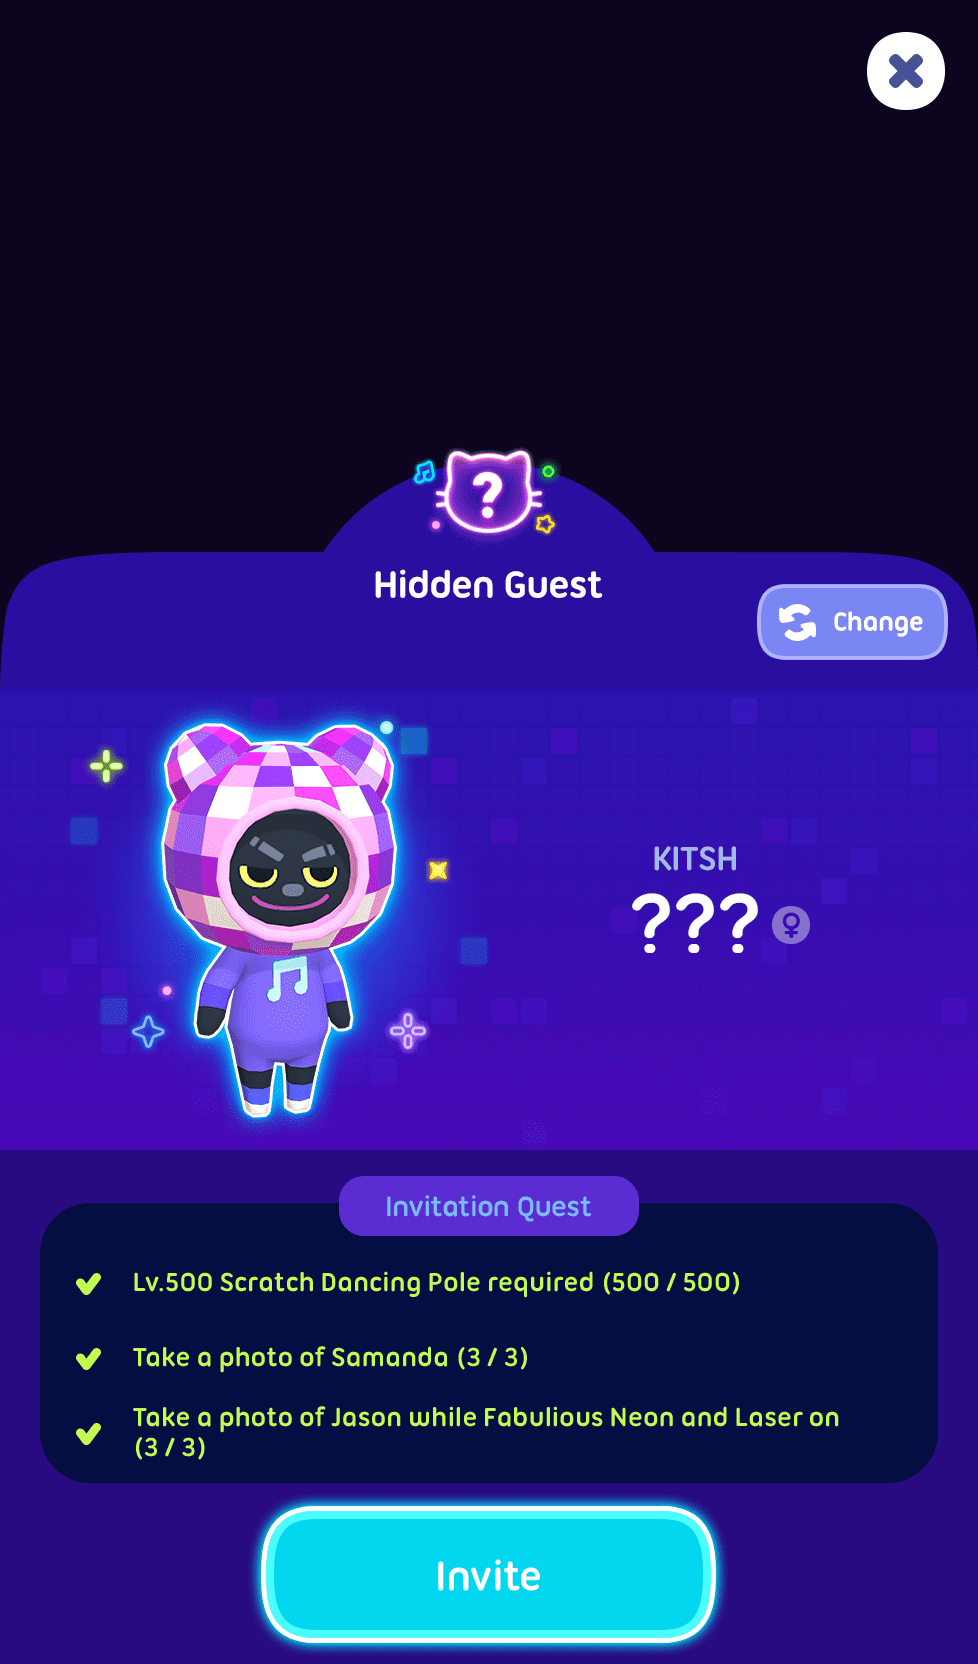 ?
Hidden Guest
Change
KITSH
???
Invitation Quest
Lv.500 Scratch Dancing Pole required (500 / 500)
Take a photo of Samanda (3 / 3)
Take a photo of Jason while Fabulious Neon and Laser on
(3 / 3)
Invite